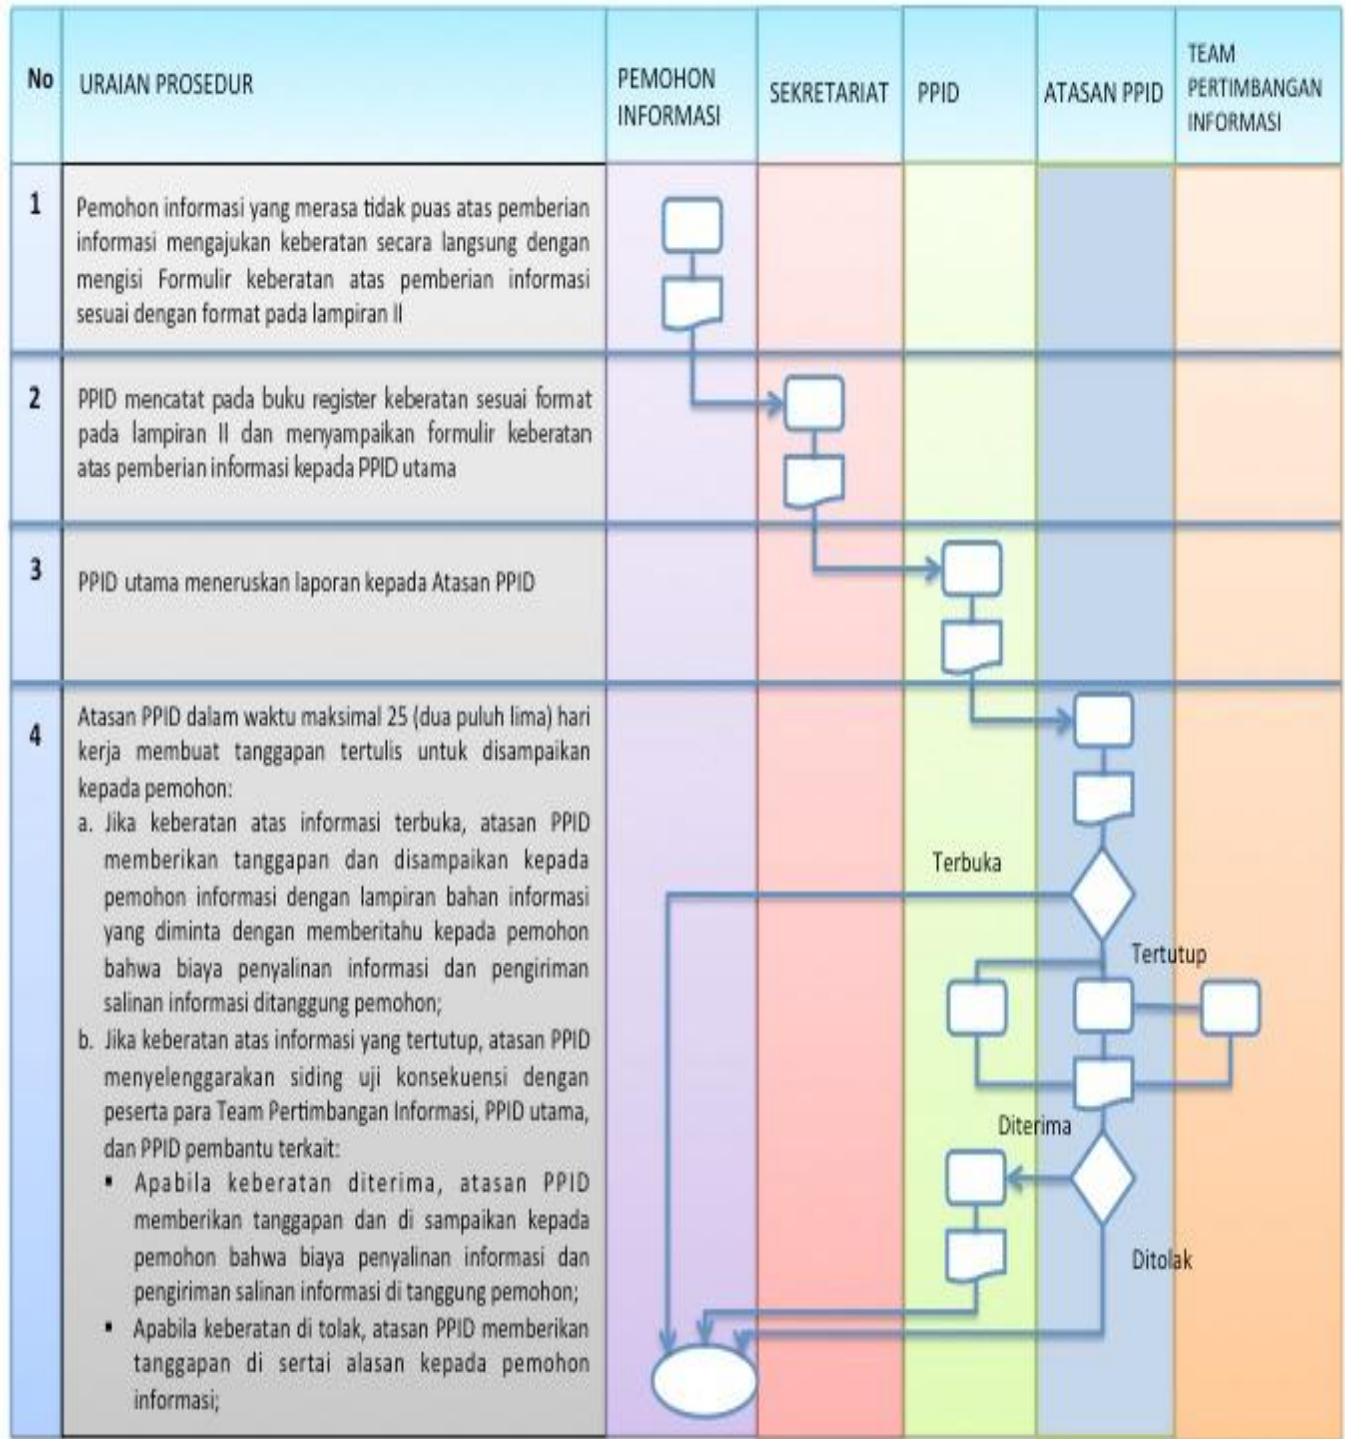 No
URAIAN PROSEDUR
PEMOHON
INFORMASI
SEKRETARIAT
PPID
ATASAN PPID
TEAM
PERTIMBANGAN
INFORMASI
1
Pemohon informasi yang merasa tidak puas atas pemberian
informasi mengajukan keberatan secara langsung dengan
mengisi Formulir keberatan atas pemberian informasi
sesuai dengan format pada lampiran II
2
PPID mencatat pada buku register keberatan sesuai format
pada lampiran II dan menyampaikan formulir keberatan
atas pemberian informasi kepada PPID utama
3
PPID utama meneruskan laporan kepada Atasan PPID
4
Atasan PPID dalam waktu maksimal 25 (dua puluh lima) hari
kerja membuat tanggapan tertulis untuk disampaikan
kepada pemohon:
a. Jika keberatan atas informasi terbuka, atasan PPID
memberikan tanggapan dan disampaikan kepada
pemohon informasi dengan lampiran bahan informasi
yang diminta dengan memberitahu kepada pemohon
bahwa biaya penyalinan informasi dan pengiriman
salinan informasi ditanggung pemohon;
b. Jika keberatan atas informasi yang tertutup, atasan PPID
menyelenggarakan siding uji konsekuensi dengan
peserta para Team Pertimbangan Informasi, PPID utama,
dan PPID pembantu terkait:
▪ Apabila keberatan diterima, atasan PPID
memberikan tanggapan dan di sampaikan kepada
pemohon bahwa biaya penyalinan informasi dan
pengiriman salinan informasi di tanggung pemohon;
▪ Apabila keberatan di tolak, atasan PPID memberikan
tanggapan di sertai alasan kepada pemohon
informasi;
Terbuka
Tertutup
Diterima
Ditolak